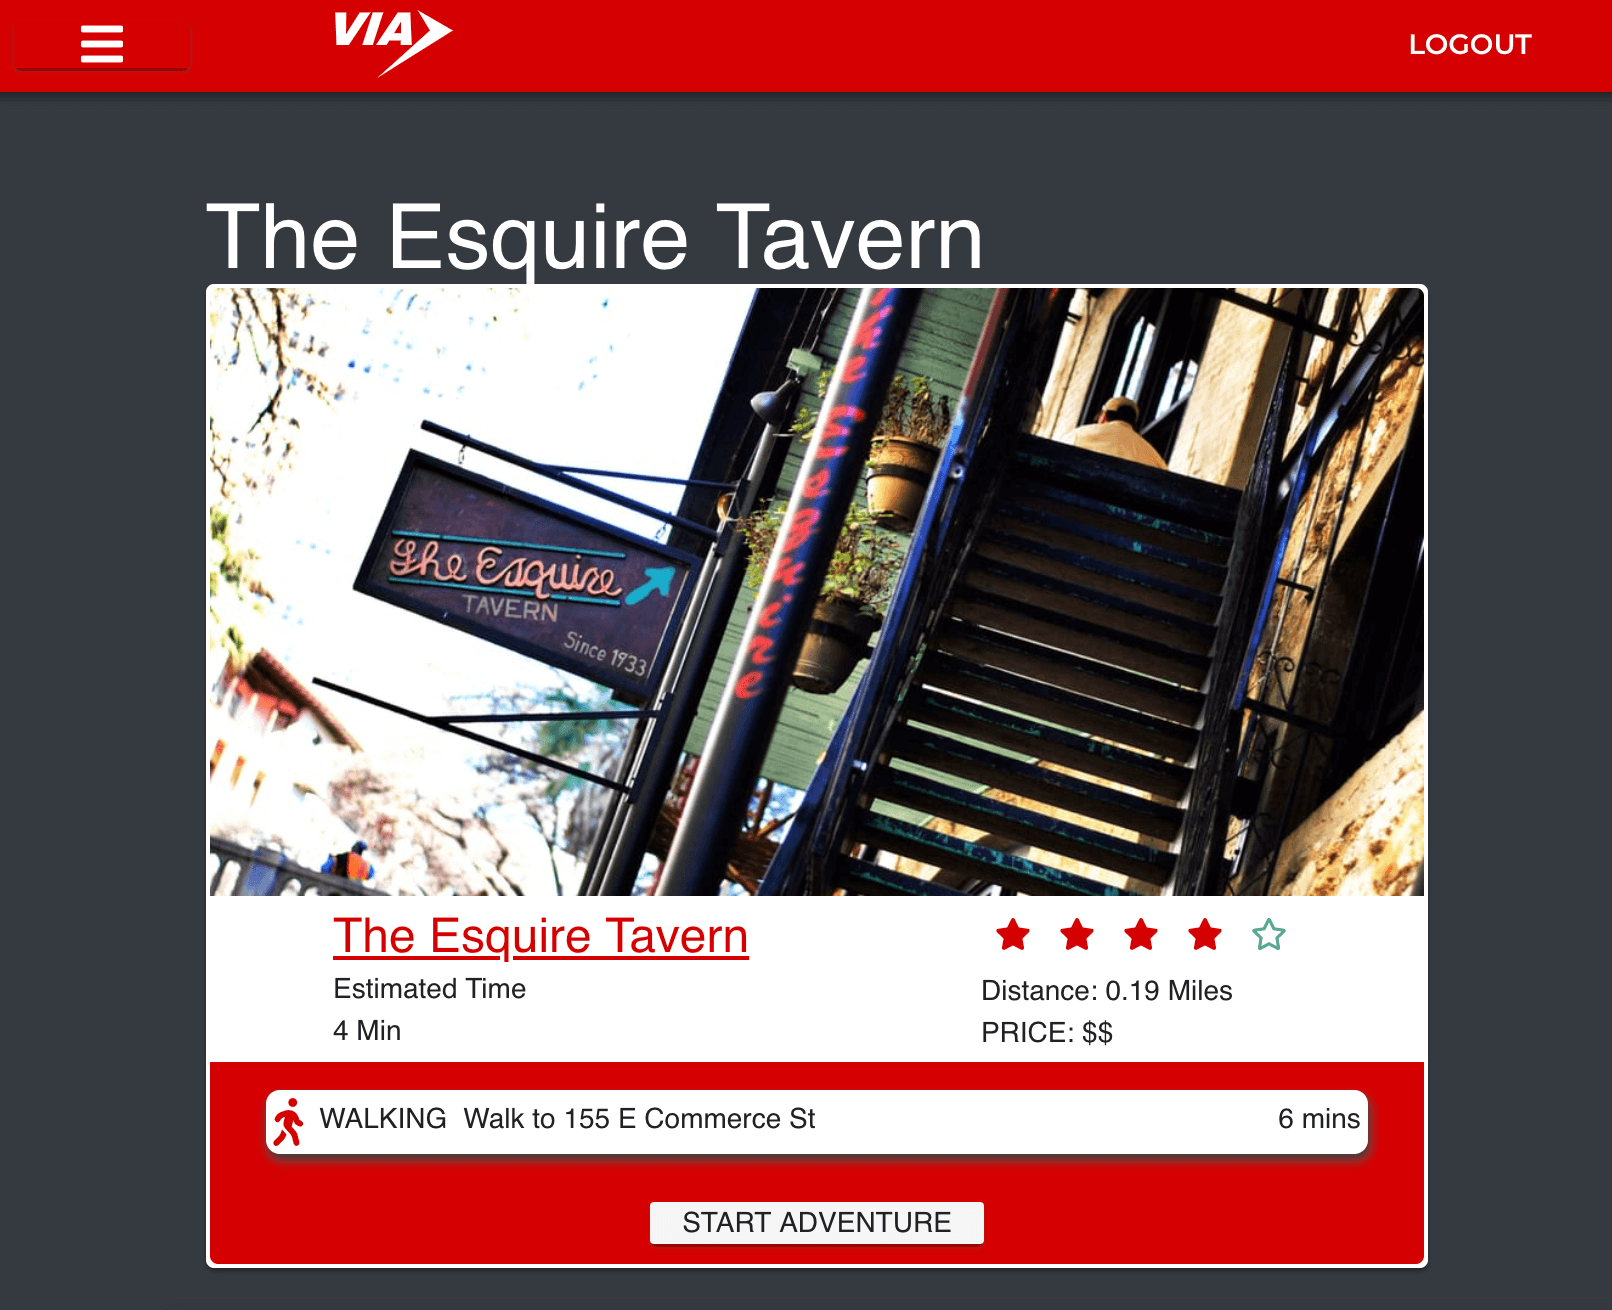 VIA
LOGOUT
The Esquire Tavern
The Esquire
The Esquire
TAVERN
Since 1933
The Esquire Tavern
Estimated Time
Distance: 0.19 Miles
4 Min
PRICE: $$
WALKING Walk to 155 E Commerce St 6 mins
START ADVENTURE